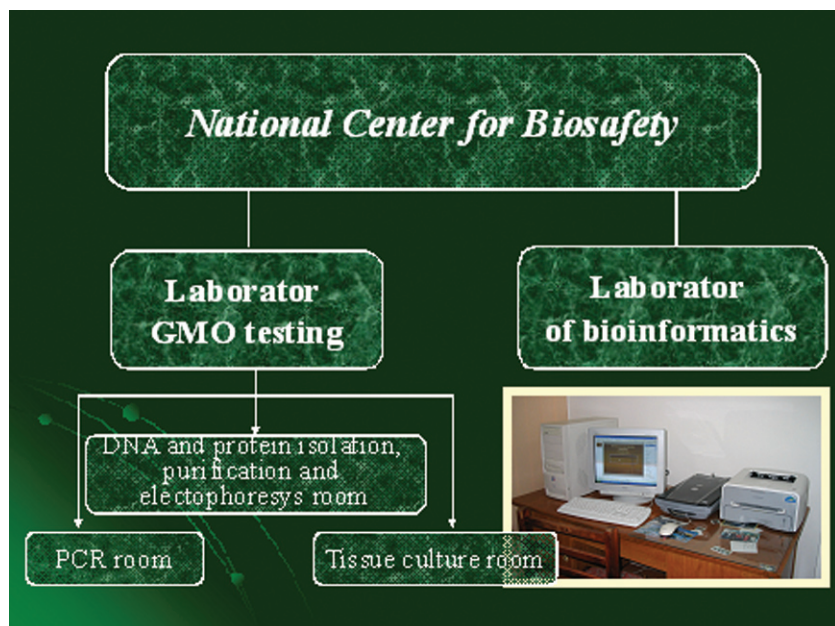 National Center for Biosafety
Laborator
GMO testing
Laborator
of bioinformatics
DNA and protein isolation,
purification and
electophoresys room
PCR room
Tissue culture room